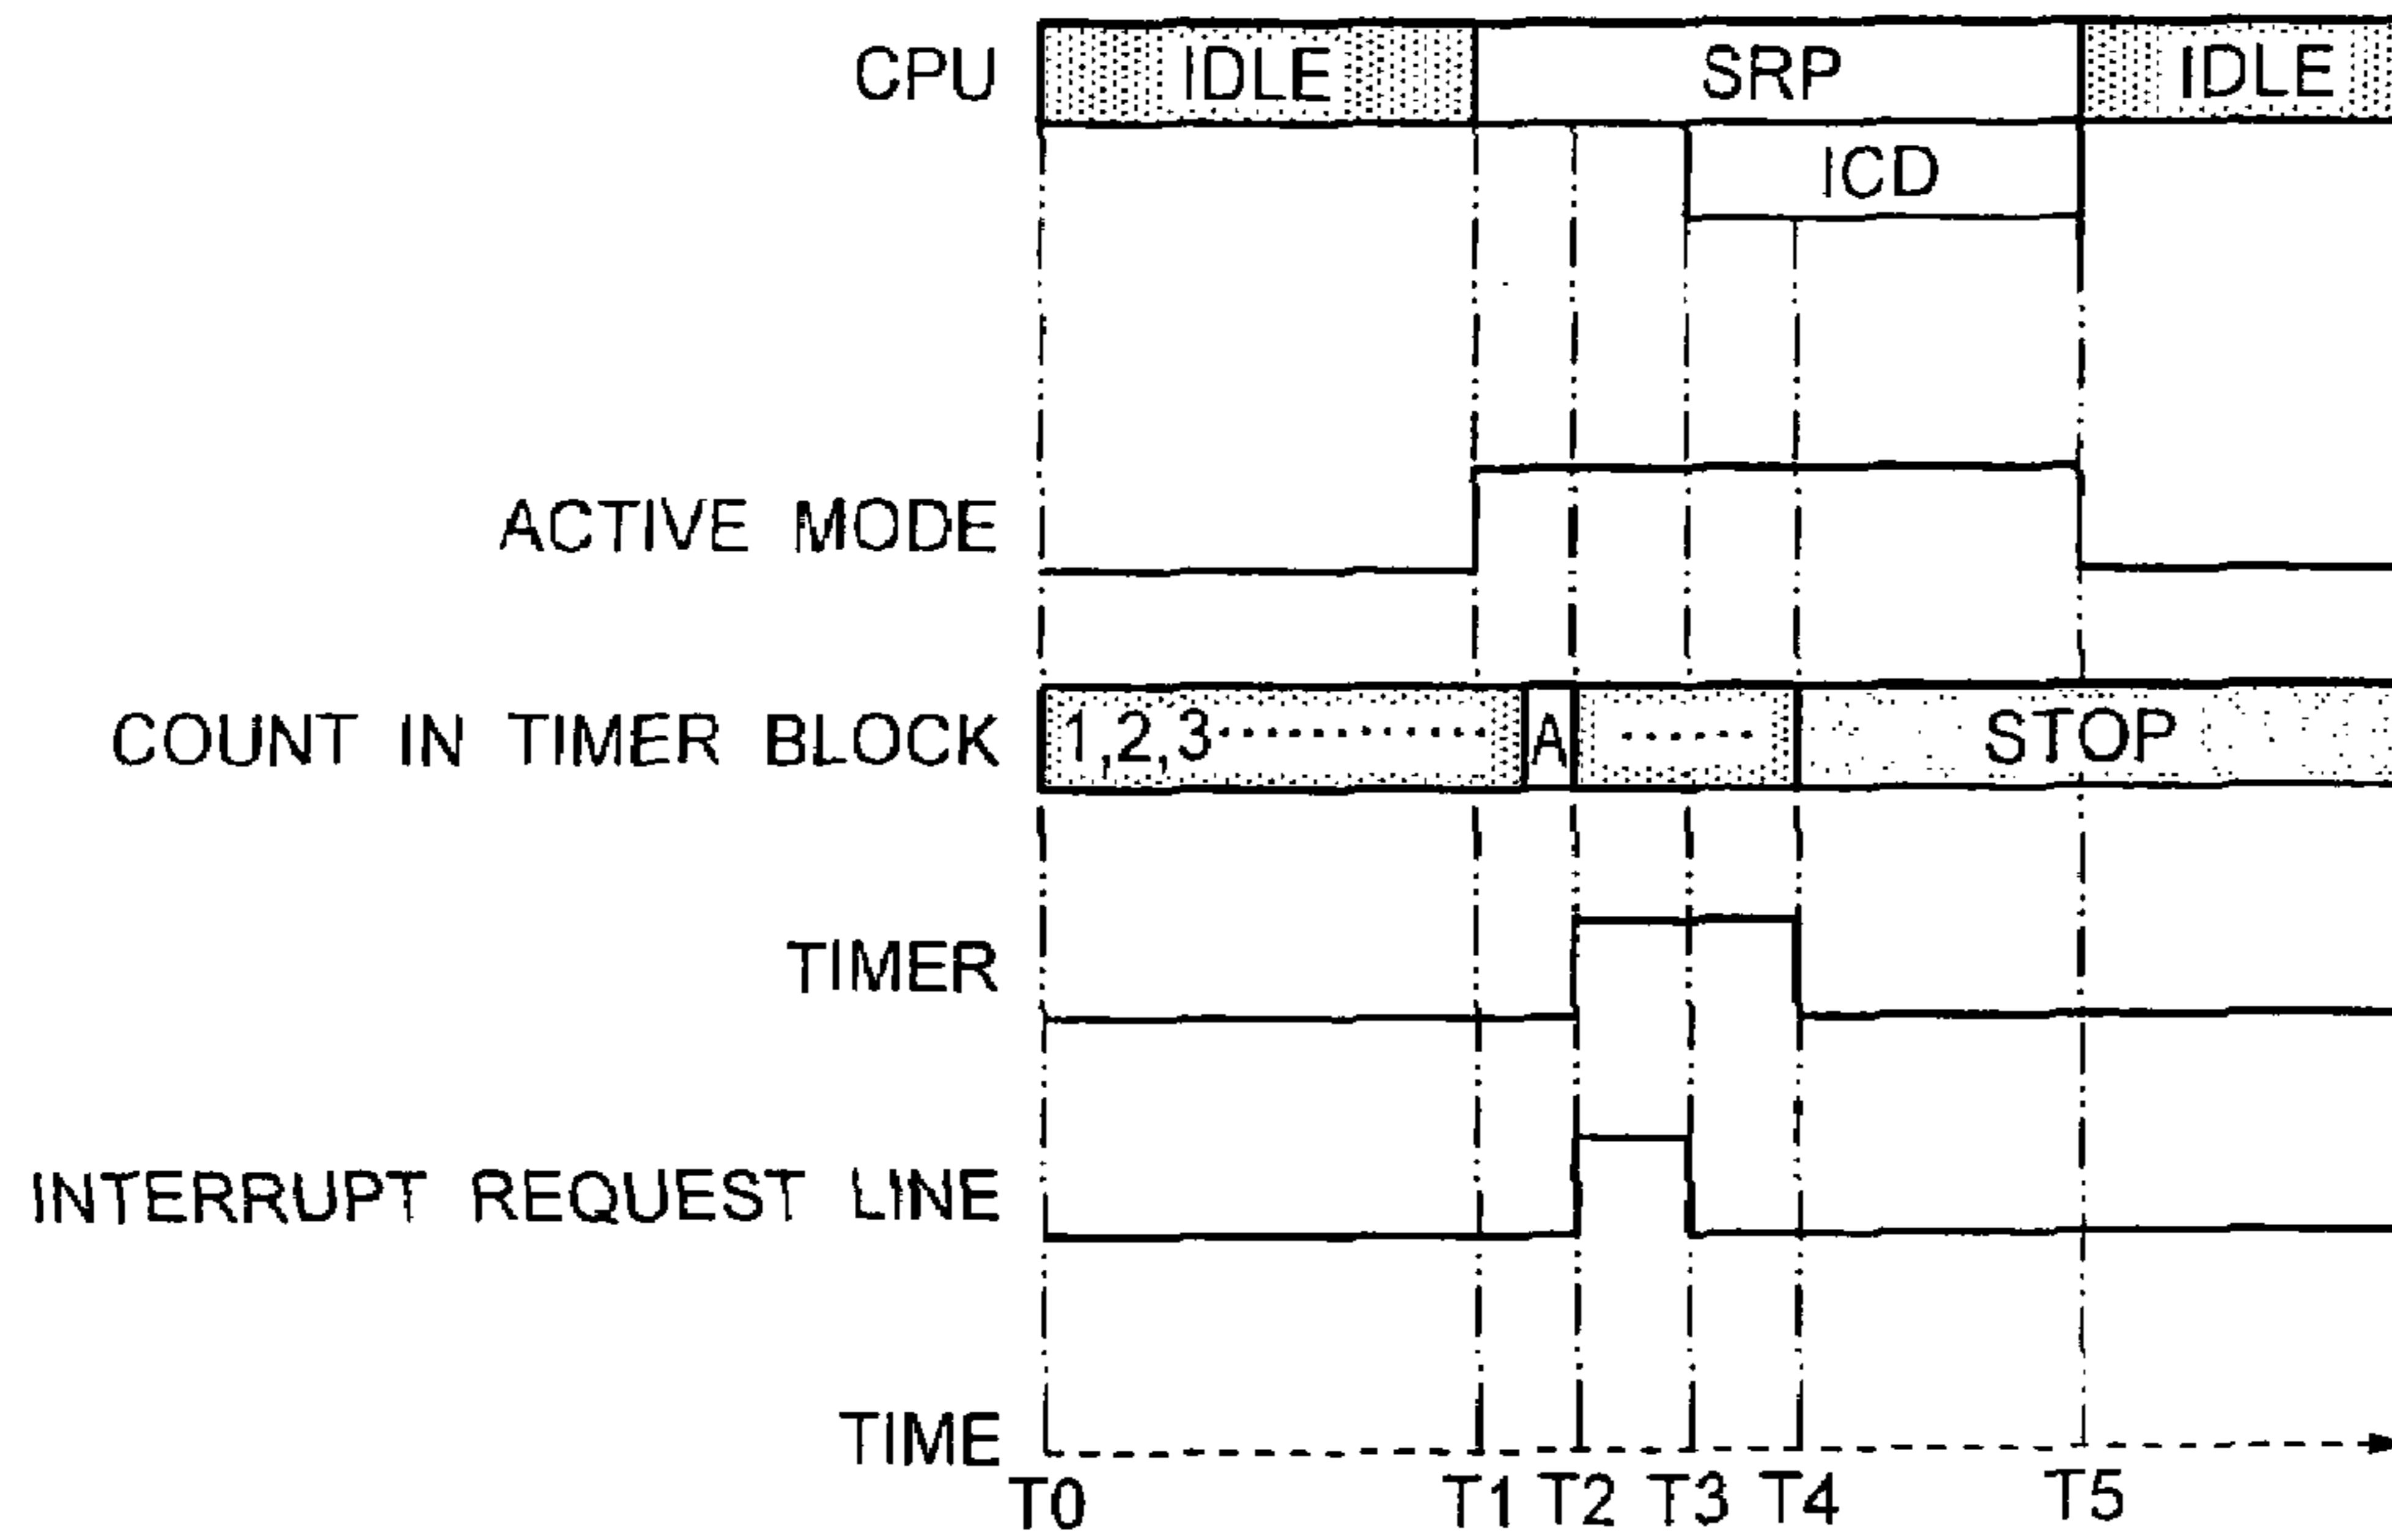 CPU IDLE SRP IDLE
ICD
ACTIVE MODE
COUNT IN TIMER BLOCK 1,2,3·············· A ······ STOP
TIMER
INTERRUPT REQUEST LINE
TIME
T0 T1 T2 T3 T4 T5